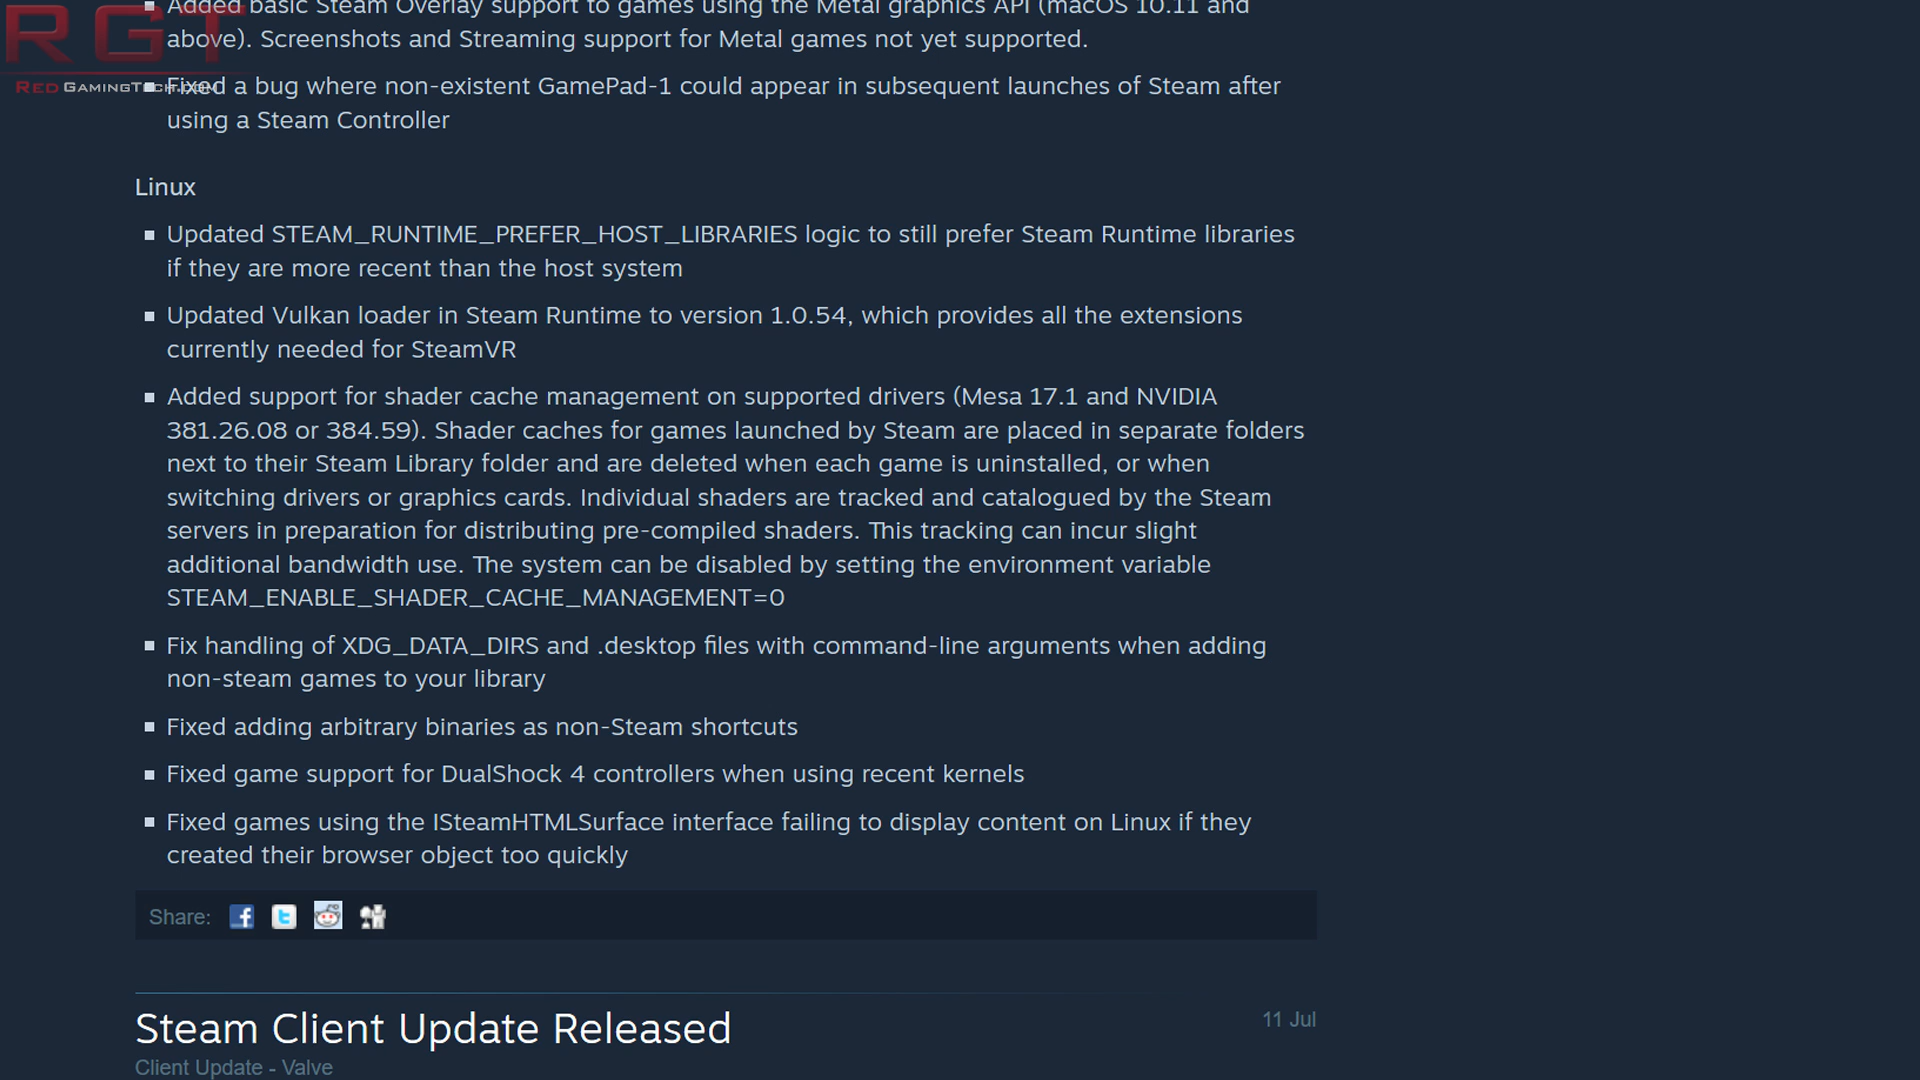 RGT
RED GAMINGTECH.COM
Added basic Steam Overlay support to games using the Metal graphics API (macOS 10.11 and
above). Screenshots and Streaming support for Metal games not yet supported.
Fixed a bug where non-existent GamePad-1 could appear in subsequent launches of Steam after
using a Steam Controller
Linux
Updated STEAM_RUNTIME_PREFER_HOST_LIBRARIES logic to still prefer Steam Runtime libraries
if they are more recent than the host system
Updated Vulkan loader in Steam Runtime to version 1.0.54, which provides all the extensions
currently needed for SteamVR
Added support for shader cache management on supported drivers (Mesa 17.1 and NVIDIA
381.26.08 or 384.59). Shader caches for games launched by Steam are placed in separate folders
next to their Steam Library folder and are deleted when each game is uninstalled, or when
switching drivers or graphics cards. Individual shaders are tracked and catalogued by the Steam
servers in preparation for distributing pre-compiled shaders. This tracking can incur slight
additional bandwidth use. The system can be disabled by setting the environment variable
STEAM_ENABLE_SHADER_CACHE_MANAGEMENT=0
Fix handling of XDG_DATA_DIRS and .desktop files with command-line arguments when adding
non-steam games to your library
Fixed adding arbitrary binaries as non-Steam shortcuts
Fixed game support for DualShock 4 controllers when using recent kernels
Fixed games using the ISteamHTMLSurface interface failing to display content on Linux if they
created their browser object too quickly
Share:
Steam Client Update Released
11 Jul
Client Update - Valve